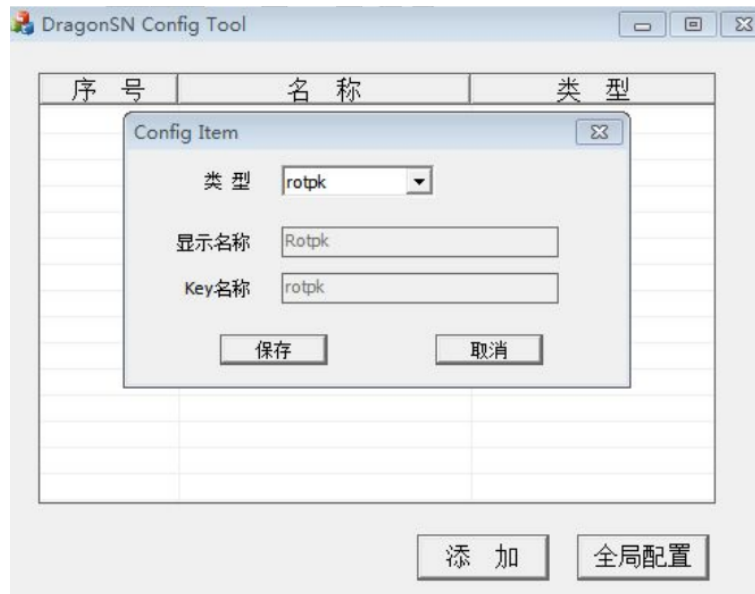 DragonSN Config Tool
序 号 名 称 类 型
Config Item
类 型 rotpk
显示名称 Rotpk
Key名称 rotpk
保存 取消
添 加 全局配置